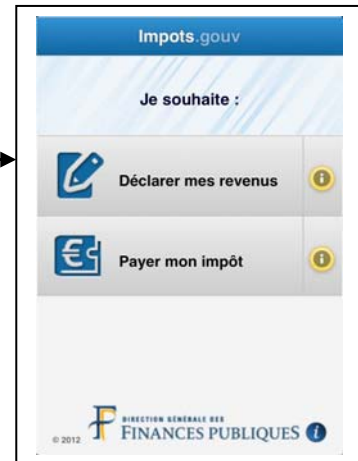 Impots.gouv
Je souhaite :
Déclarer mes revenus
Payer mon impôt
© 2012
DIRECTION GÉNÉRALE DES
FINANCES PUBLIQUES